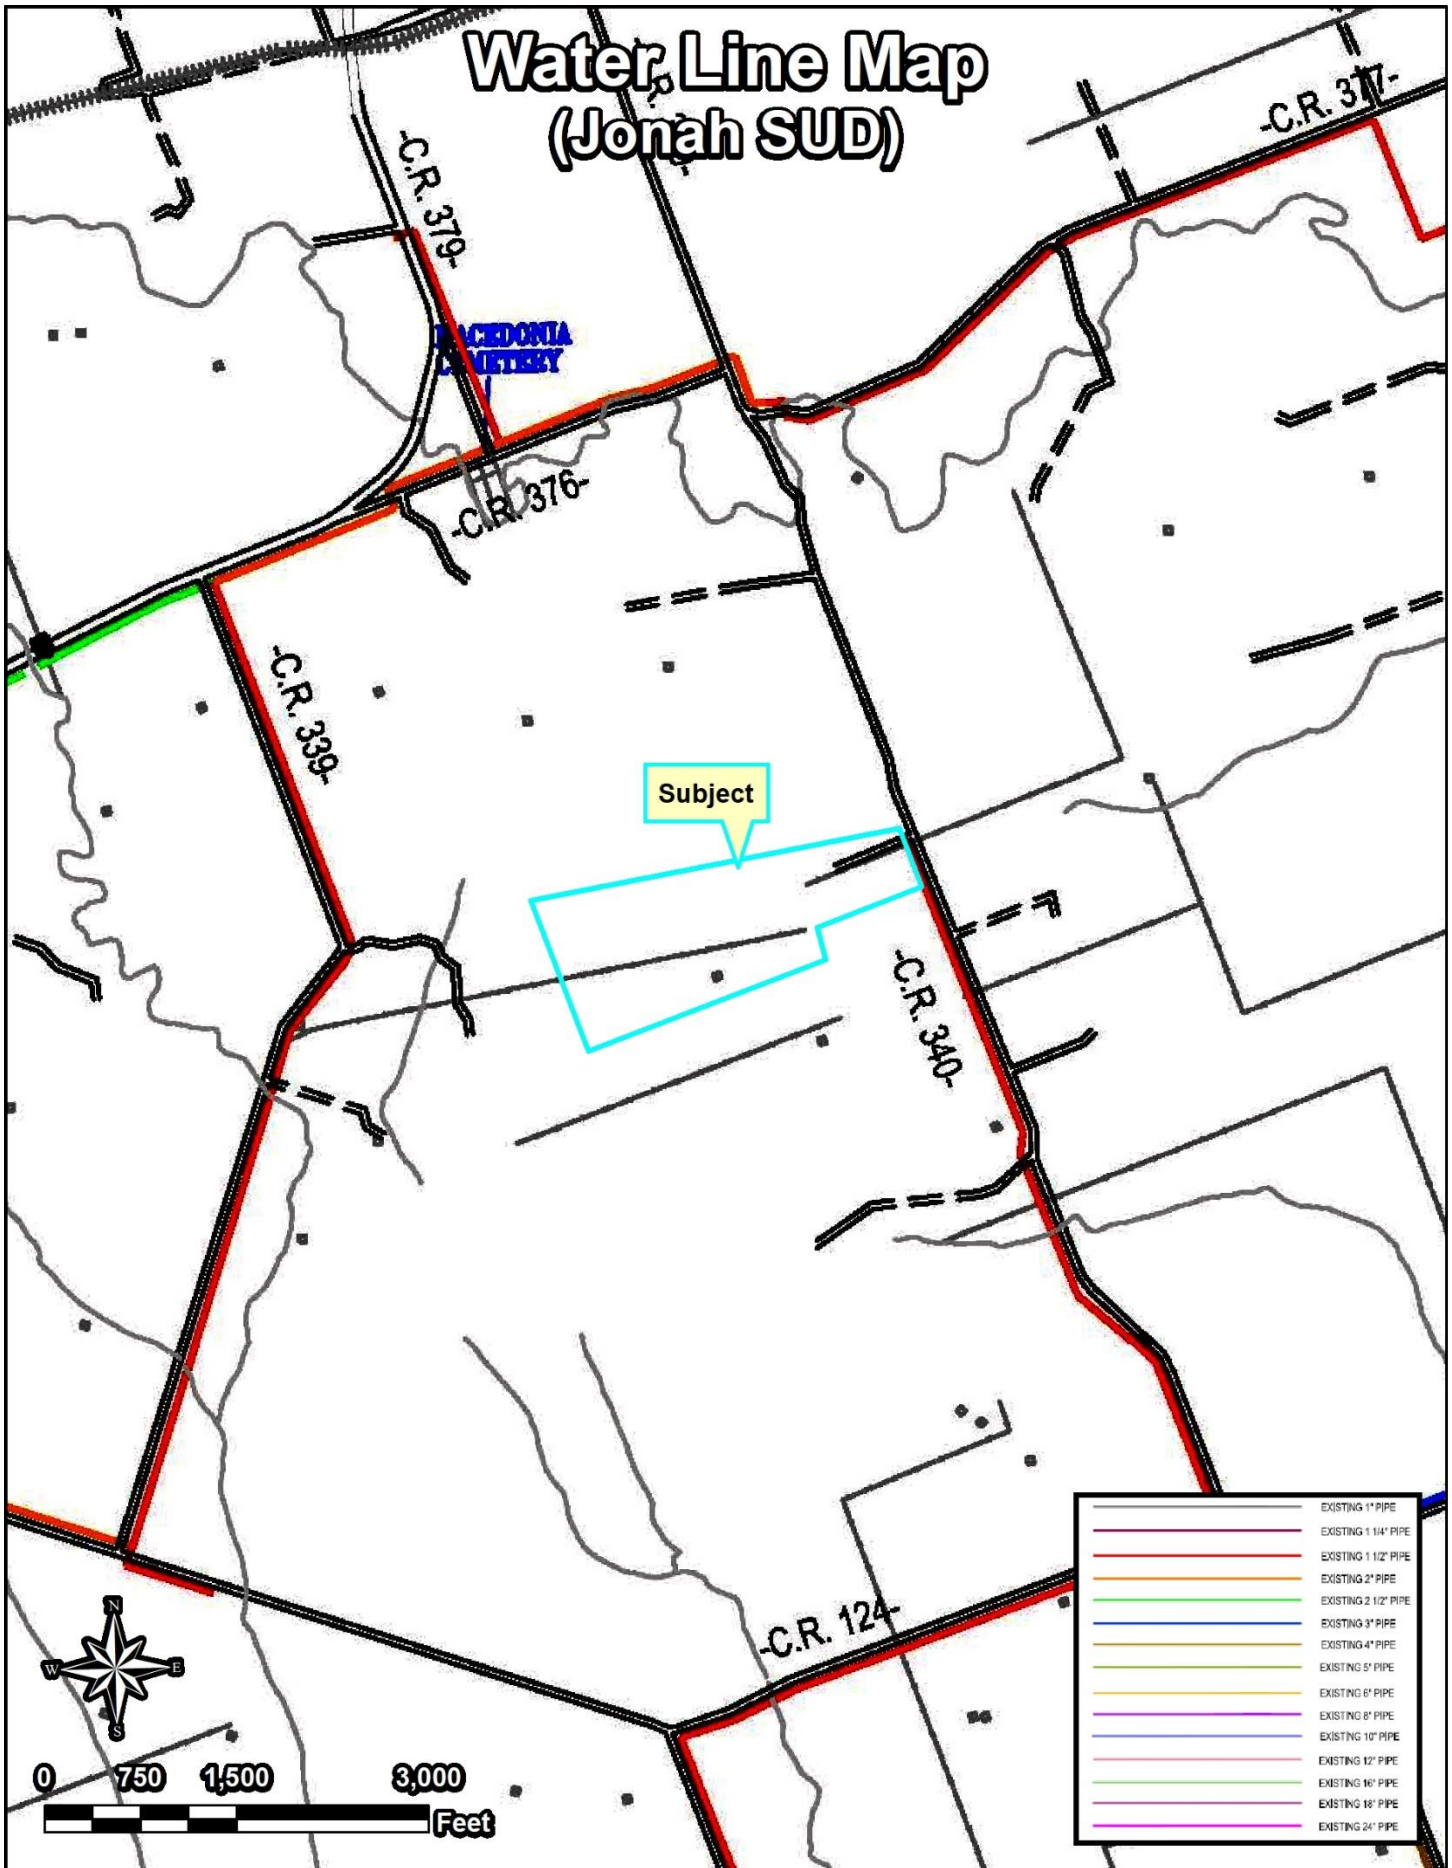 Water Line Map
(Jonah SUD)
-C.R. 377-
-C.R. 379-
MACEDONIA
CEMETERY
-C.R. 376-
-C.R. 339-
Subject
-C.R. 340-
-C.R. 124-
EXISTING 1" PIPE
EXISTING 1 1/4" PIPE
EXISTING 1 1/2" PIPE
EXISTING 2" PIPE
EXISTING 2 1/2" PIPE
EXISTING 3" PIPE
EXISTING 4" PIPE
EXISTING 5" PIPE
EXISTING 6" PIPE
EXISTING 8" PIPE
EXISTING 10" PIPE
EXISTING 12" PIPE
EXISTING 16" PIPE
EXISTING 18" PIPE
EXISTING 24" PIPE
N
W E
S
0 750 1,500 3,000
Feet